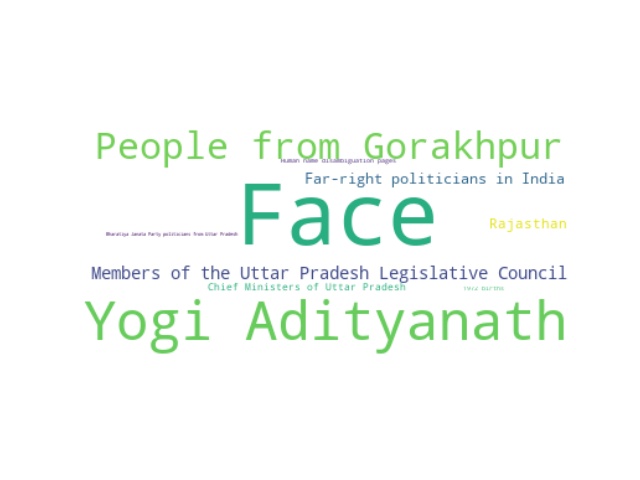 People from Gorakhpur
Human name disambiguation pages
Far-right politicians in India
Face
Rajasthan
Bharatiya Janata Party politicians from Uttar Pradesh
Members of the Uttar Pradesh Legislative Council
Chief Ministers of Uttar Pradesh
1972 births
Yogi Adityanath